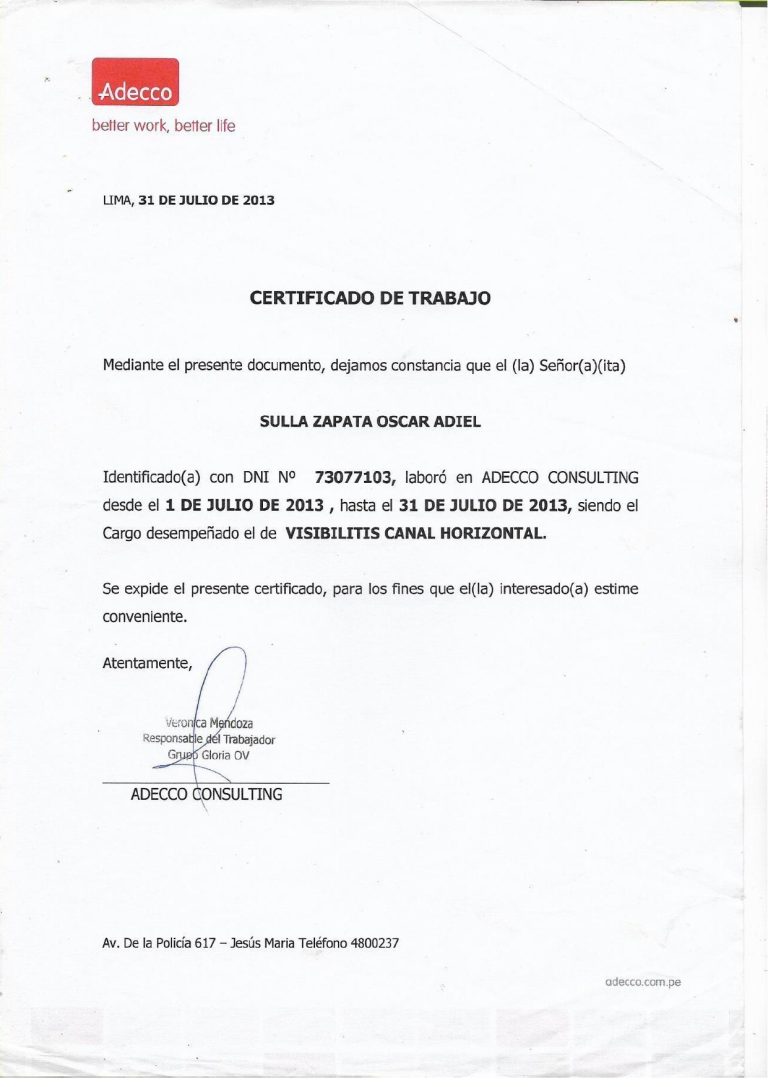 Adecco
better work, better life
LIMA, 31 DE JULIO DE 2013
CERTIFICADO DE TRABAJO
Mediante el presente documento, dejamos constancia que el (la) Señor(a)(ita)
SULLA ZAPATA OSCAR ADIEL
Identificado(a) con DNI Nº 73077103, laboró en ADECCO CONSULTING
desde el 1 DE JULIO DE 2013 , hasta el 31 DE JULIO DE 2013, siendo el
Cargo desempeñado el de VISIBILITIS CANAL HORIZONTAL.
Se expide el presente certificado, para los fines que el(la) interesado(a) estime
conveniente.
Atentamente,
Veronica Mendoza
Responsable del Trabajador
Grupo Gloria OV
ADECCO CONSULTING
Av. De la Policía 617 – Jesús Maria Teléfono 4800237
adecco.com.pe